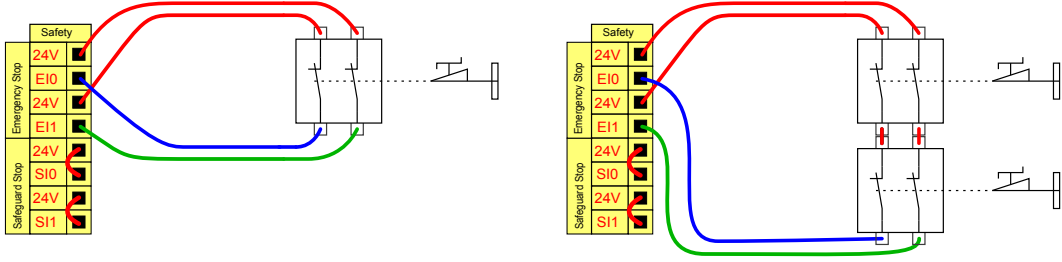 Safety
Emergency Stop
24V
EI0
24V
EI1
Safeguard Stop
24V
SI0
24V
SI1
Safety
Emergency Stop
24V
EI0
24V
EI1
Safeguard Stop
24V
SI0
24V
SI1